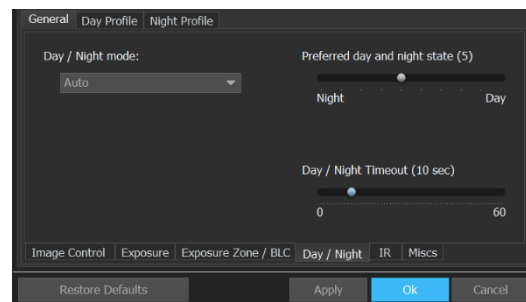 General Day Profile Night Profile
Day / Night mode:
Auto
Preferred day and night state (5)
Night Day
Day / Night Timeout (10 sec)
0 60
Image Control Exposure Exposure Zone / BLC Day / Night IR Miscs
Restore Defaults Apply Ok Cancel